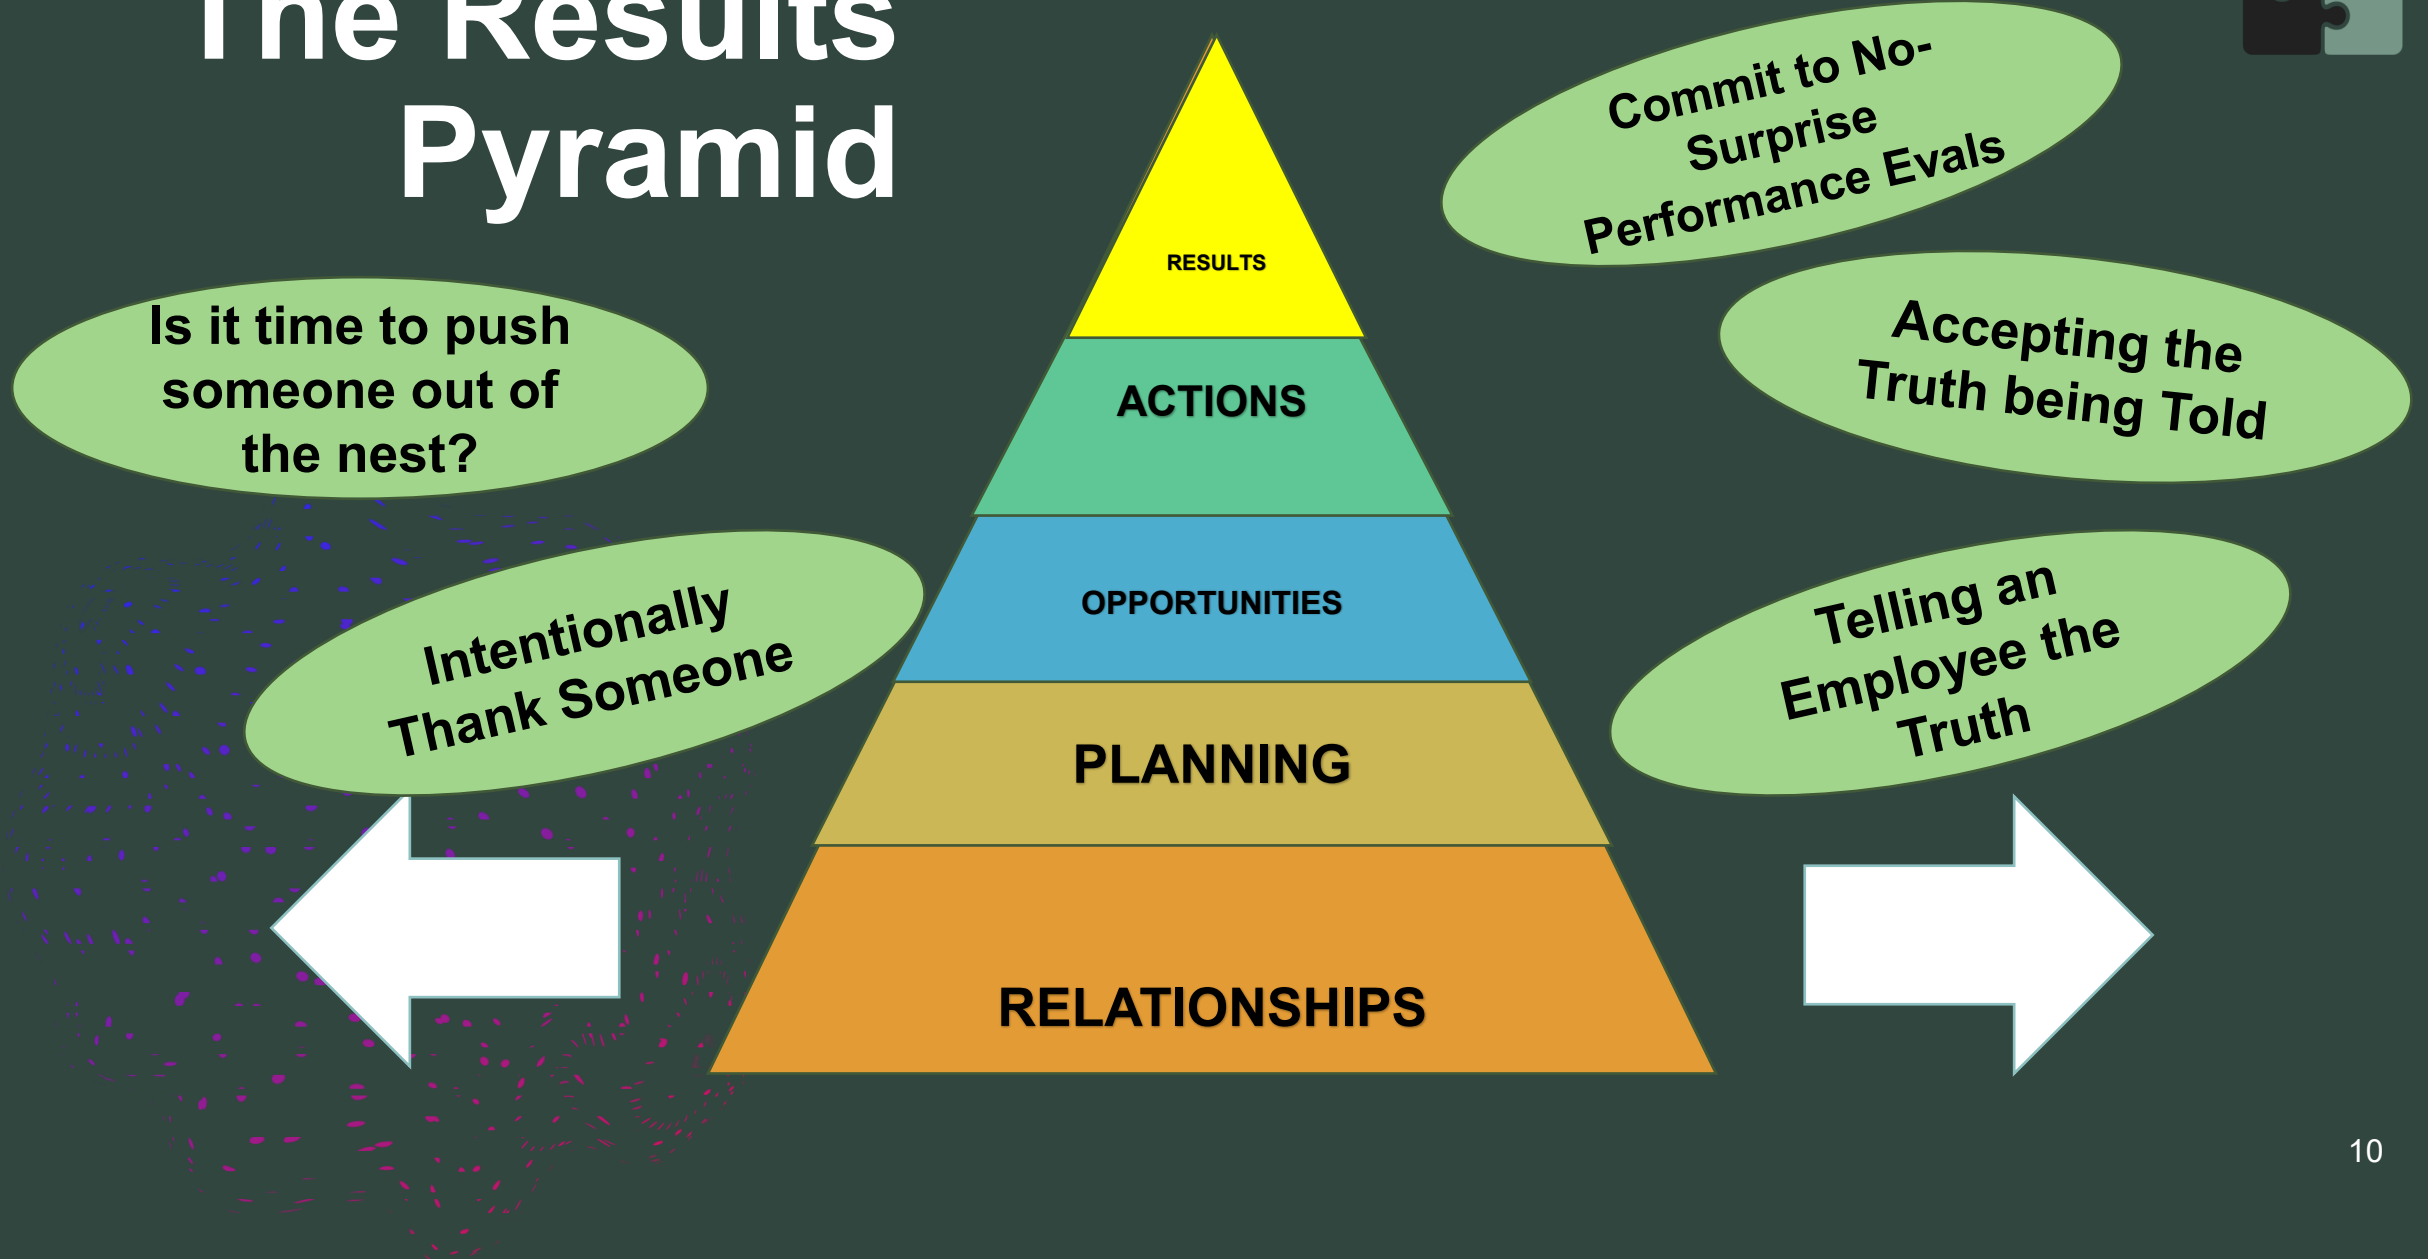 The Results
Pyramid
Is it time to push
someone out of
the nest?
Intentionally
Thank Someone
RESULTS
ACTIONS
OPPORTUNITIES
PLANNING
RELATIONSHIPS
Commit to No-
Surprise
Performance Evals
Accepting the
Truth being Told
Telling an
Employee the
Truth
10